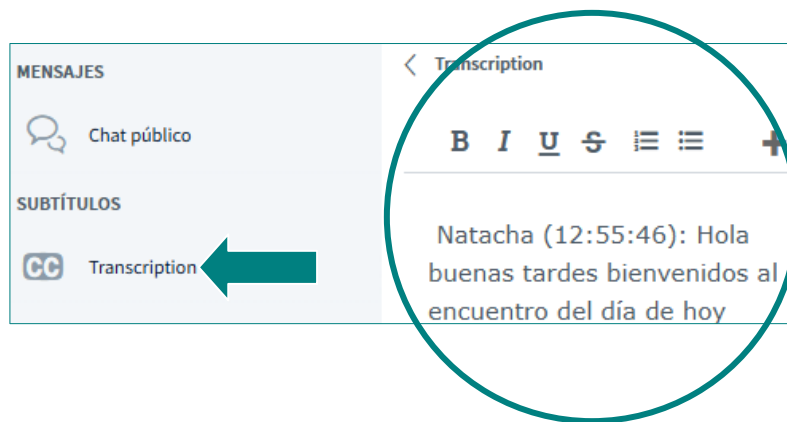 MENSAJES
Chat público
SUBTÍTULOS
CC Transcription
Transcription
B I U S
Natacha (12:55:46): Hola
buenas tardes bienvenidos al
encuentro del día de hoy